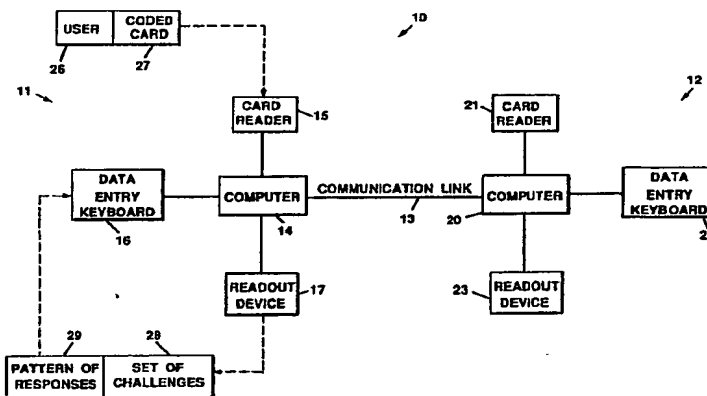 10
USER
CODED
CARD
26
27
11
12
CARD
READER
15
21
CARD
READER
DATA
ENTRY
KEYBOARD
16
COMPUTER
14
COMMUNICATION LINK
13
COMPUTER
20
DATA
ENTRY
KEYBOARD
READOUT
DEVICE
17
23
READOUT
DEVICE
29
28
PATTERN OF
RESPONSES
SET OF
CHALLENGES